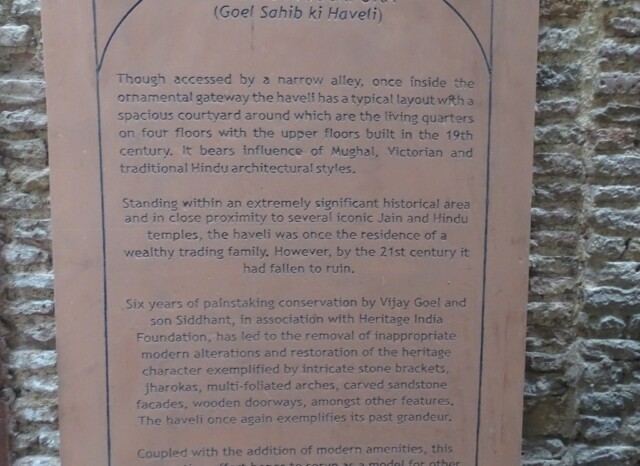 (Goel Sahib ki Haveli)
Though accessed by a narrow alley, once inside the
ornamental gateway the haveli has a typical layout with a
spacious courtyard around which are the living quarters
on four floors with the upper floors built in the 19th
century. It bears influence of Mughal, Victorian and
traditional Hindu architectural styles.
Standing within an extremely significant historical area
and in close proximity to several iconic Jain and Hindu
temples, the haveli was once the residence of a
wealthy trading family. However, by the 21st century it
had fallen to ruin.
Six years of painstaking conservation by Vijay Goel and
son Siddhant, in association with Heritage India
Foundation, has led to the removal of inappropriate
modern alterations and restoration of the heritage
character exemplified by intricate stone brackets,
jharokas, multi-foliated arches, carved sandstone
facades, wooden doorways, amongst other features.
The haveli once again exemplifies its past grandeur.
Coupled with the addition of modern amenities, this
effort hopes to serve as a model for other